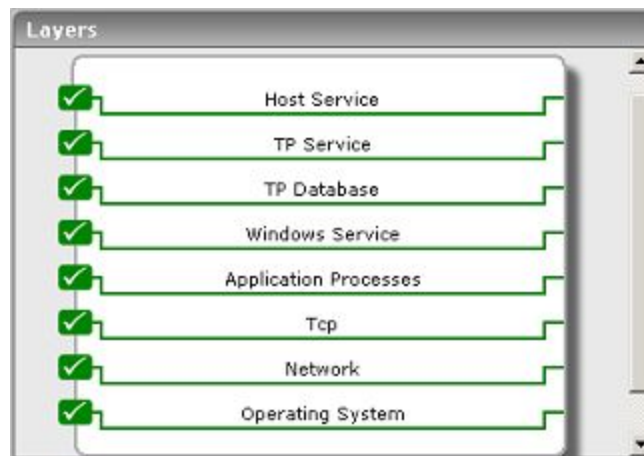 Layers
Host Service
TP Service
TP Database
Windows Service
Application Processes
Tcp
Network
Operating System